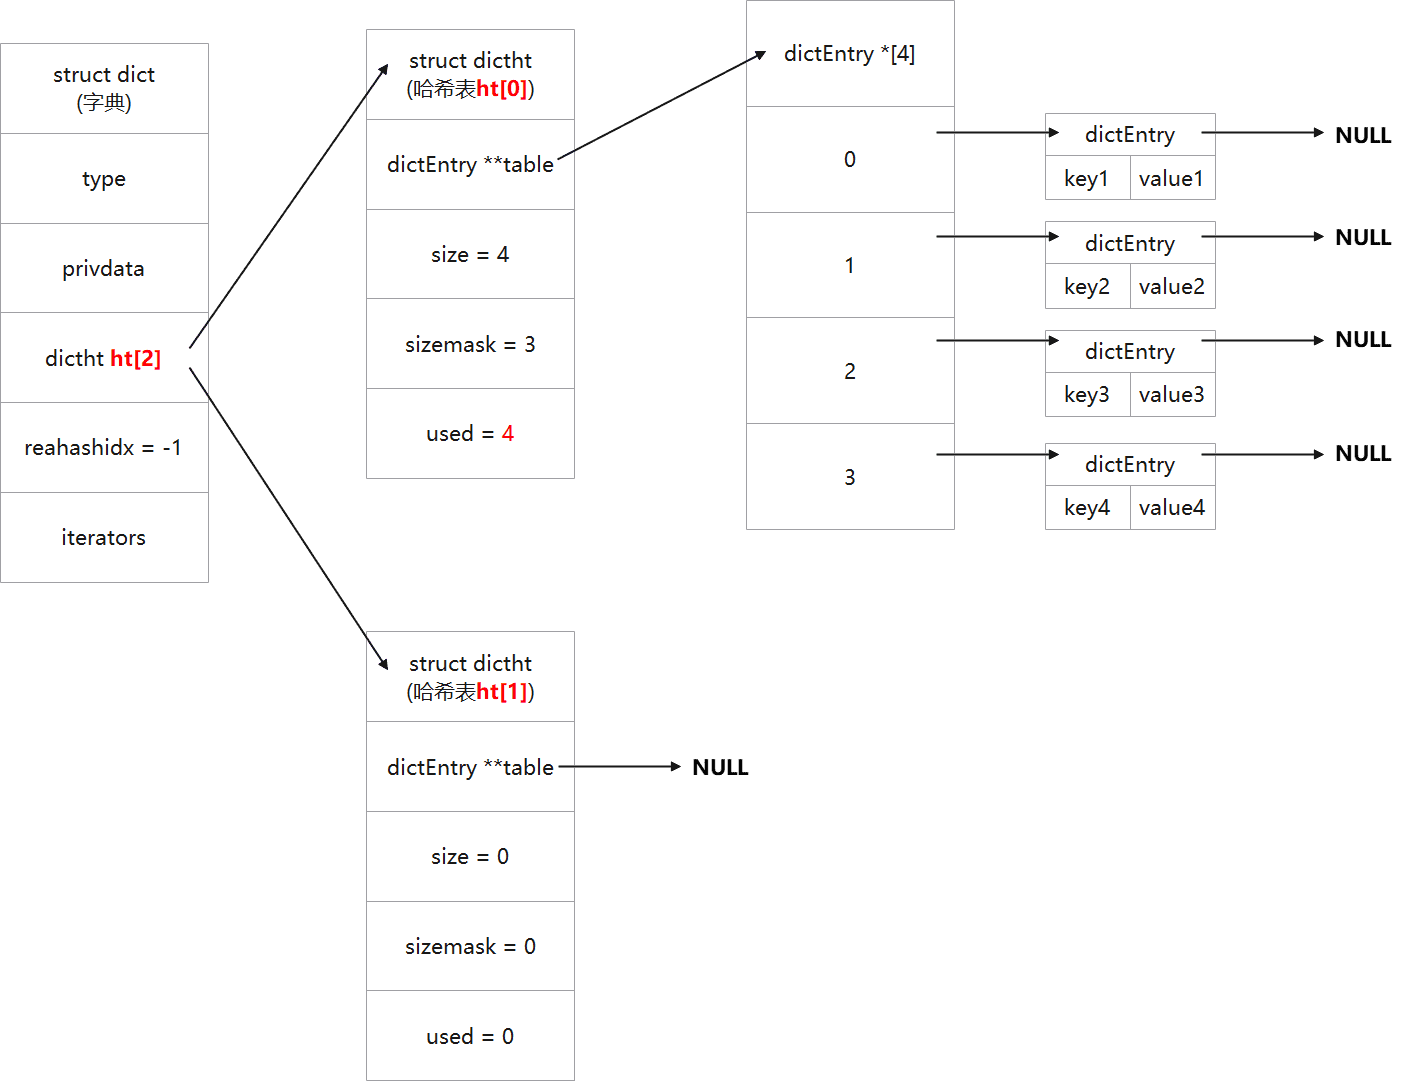 struct dict
(字典)
type
privdata
dictht ht[2]
reahashidx = -1
iterators
struct dictht
(哈希表ht[0])
dictEntry **table
size = 4
sizemask = 3
used = 4
dictEntry *[4]
0
1
2
3
dictEntry
key1 value1
NULL
dictEntry
key2 value2
NULL
dictEntry
key3 value3
NULL
dictEntry
key4 value4
NULL
struct dictht
(哈希表ht[1])
dictEntry **table
NULL
size = 0
sizemask = 0
used = 0